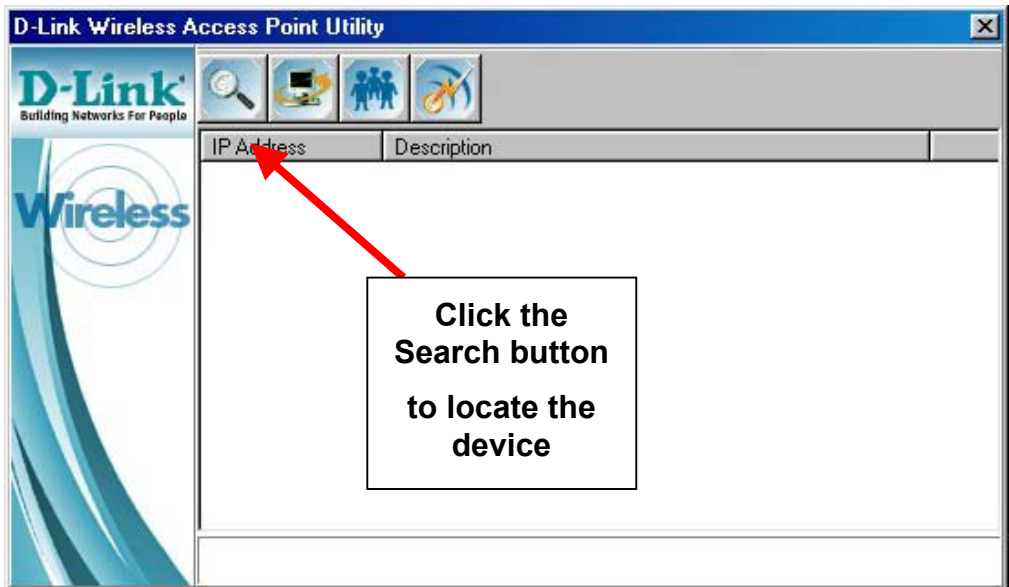 D-Link Wireless Access Point Utility
D-Link
Building Networks For People
IP Address Description
Wireless
Click the
Search button
to locate the
device